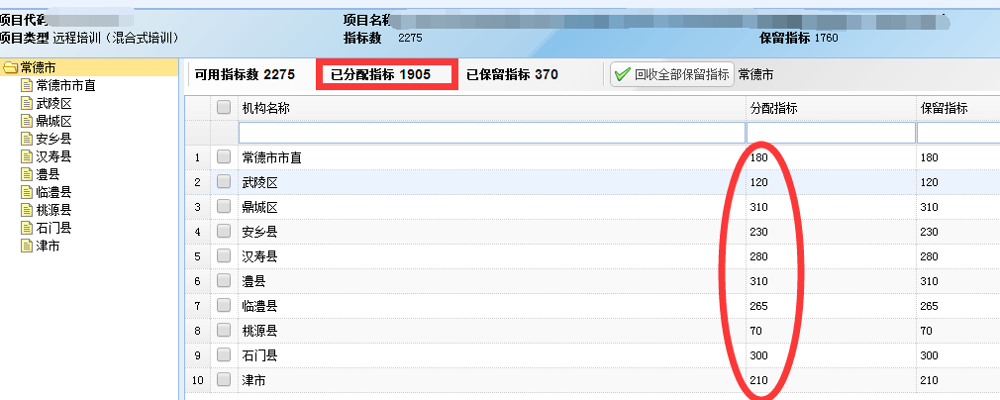 项目代码 项目名称
项目类型 远程培训（混合式培训） 指标数 2275 保留指标 1760
常德市
常德市市直
武陵区
鼎城区
安乡县
汉寿县
澧县
临澧县
桃源县
石门县
津市
可用指标数 2275 已分配指标 1905 已保留指标 370 回收全部保留指标 常德市
机构名称 分配指标 保留指标
1 常德市市直 180 180
2 武陵区 120 120
3 鼎城区 310 310
4 安乡县 230 230
5 汉寿县 280 280
6 澧县 310 310
7 临澧县 265 265
8 桃源县 70 70
9 石门县 300 300
10 津市 210 210